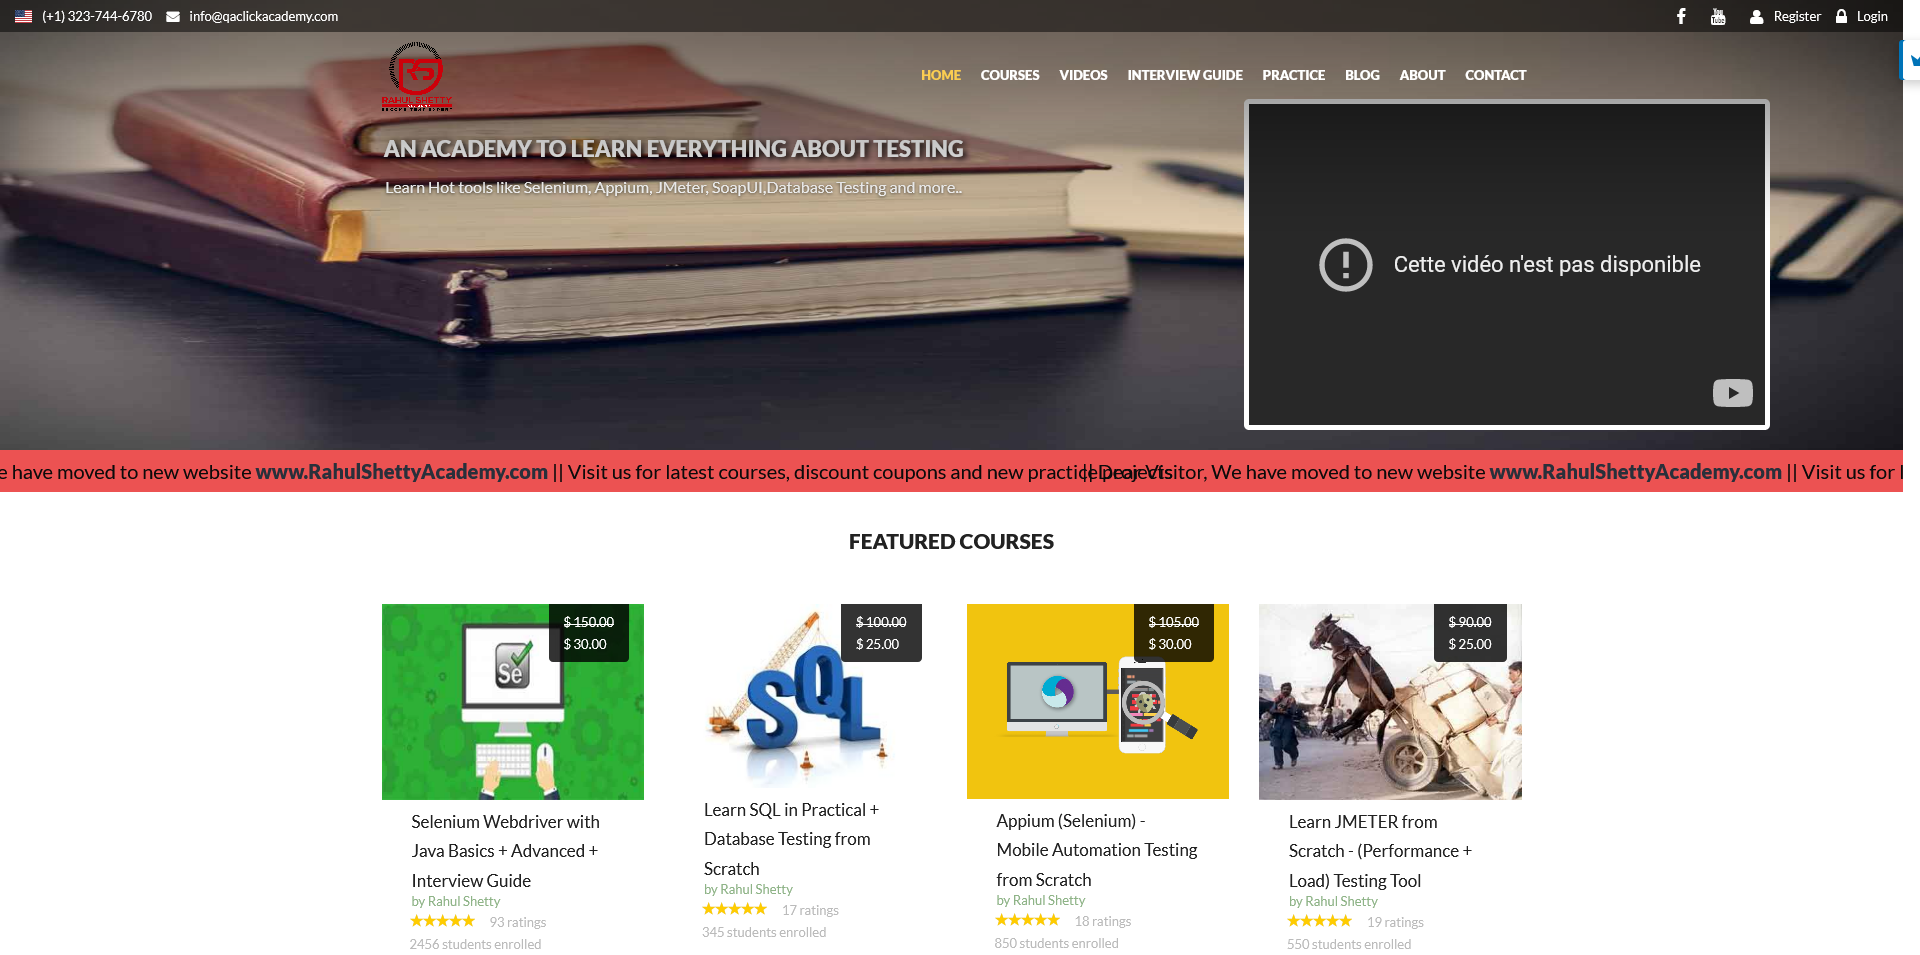 (+1) 323-744-6780 info@qaclickacademy.com Register Login
RAHUL SHETTY
HOME COURSES VIDEOS INTERVIEW GUIDE PRACTICE BLOG ABOUT CONTACT
AN ACADEMY TO LEARN EVERYTHING ABOUT TESTING
Learn Hot tools like Selenium, Appium, JMeter, SoapUI,Database Testing and more..
Cette vidéo n'est pas disponible
e have moved to new website www.RahulShettyAcademy.com || Visit us for latest courses, discount coupons and new practice projects || Dear Visitor, We have moved to new website www.RahulShettyAcademy.com || Visit us for
FEATURED COURSES
$ 150.00
$ 30.00
Se
Selenium Webdriver with
Java Basics + Advanced +
Interview Guide
by Rahul Shetty
93 ratings
2456 students enrolled
$ 100.00
$ 25.00
SQL
Learn SQL in Practical +
Database Testing from
Scratch
by Rahul Shetty
17 ratings
345 students enrolled
$ 105.00
$ 30.00
Appium (Selenium) -
Mobile Automation Testing
from Scratch
by Rahul Shetty
18 ratings
850 students enrolled
$ 90.00
$ 25.00
Learn JMETER from
Scratch - (Performance +
Load) Testing Tool
by Rahul Shetty
19 ratings
550 students enrolled